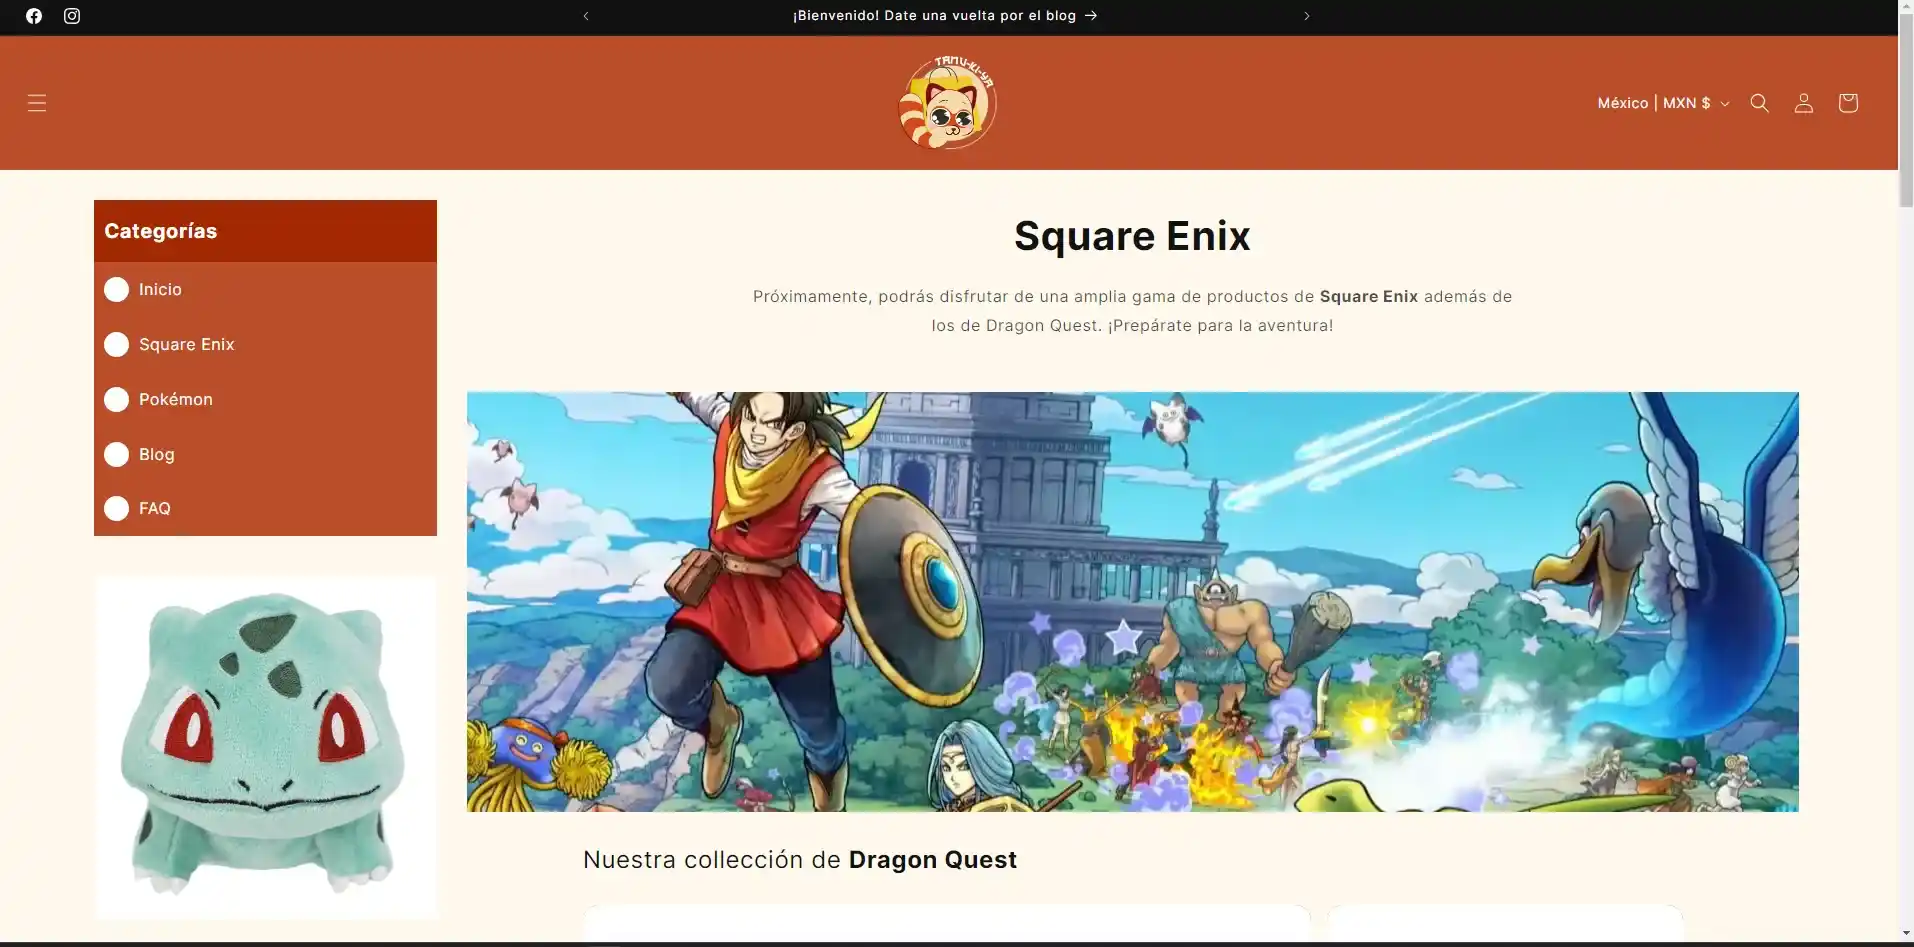 ¡Bienvenido! Date una vuelta por el blog
TANU-KI-YA
México | MXN $
Categorías
Inicio
Square Enix
Pokémon
Blog
FAQ
Square Enix
Próximamente, podrás disfrutar de una amplia gama de productos de Square Enix además de
los de Dragon Quest. ¡Prepárate para la aventura!
Nuestra collección de Dragon Quest